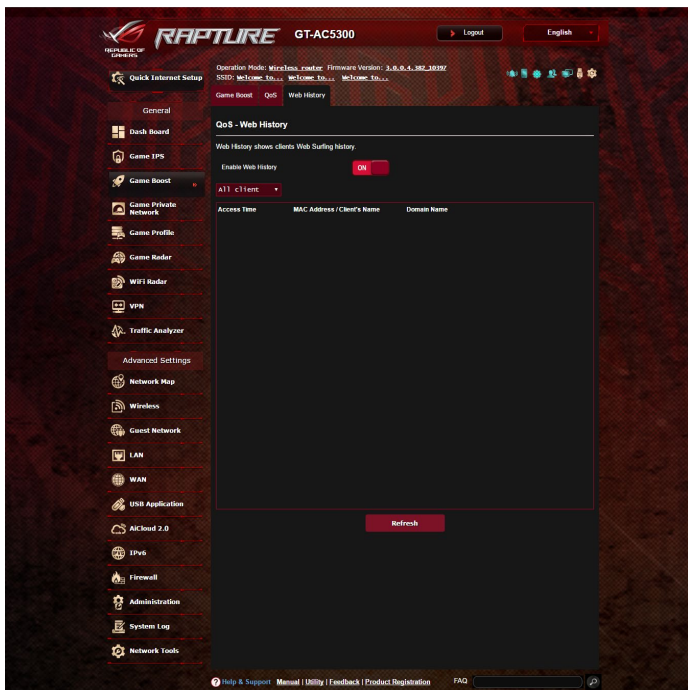 REPUBLIC OF
GAMERS
RAPTURE GT-AC5300 Logout English
Quick Internet Setup
General
Dash Board
Game IPS
Game Boost
Game Private
Network
Game Profile
Game Radar
WiFi Radar
VPN
Traffic Analyzer
Advanced Settings
Network Map
Wireless
Guest Network
LAN
WAN
USB Application
AiCloud 2.0
IPv6
Firewall
Administration
System Log
Network Tools
Operation Mode: Wireless router Firmware Version: 3.0.0.4.382_10397
SSID: Welcome to... Welcome to... Welcome to...
Game Boost QoS Web History
QoS - Web History
Web History shows clients Web Surfing history.
Enable Web History ON
All client
Access Time MAC Address / Client's Name Domain Name
Refresh
Help & Support Manual | Utility | Feedback | Product Registration FAQ